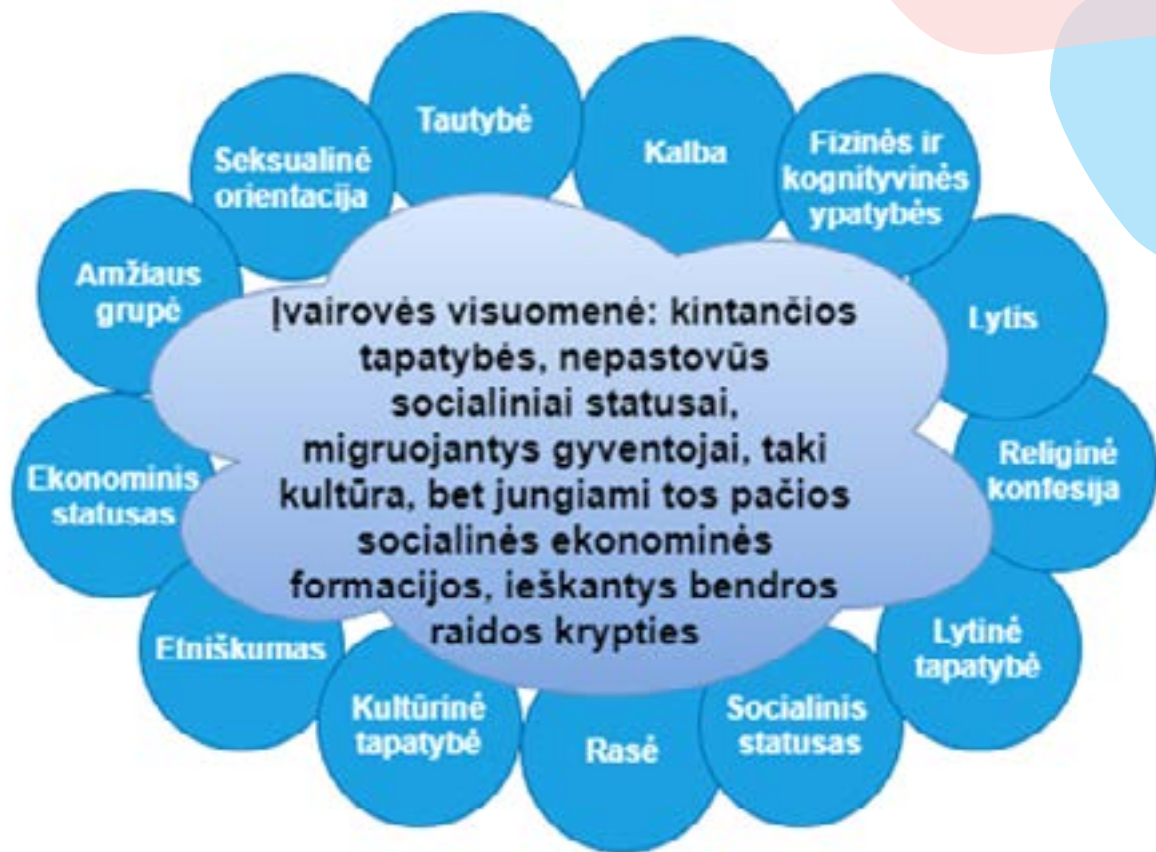 Tautybė
Kalba
Fizinės ir
kognityvinės
ypatybės
Seksualinė
orientacija
Amžiaus
grupė
Lytis
Įvairovės visuomenė: kintančios
tapatybės, nepastovūs
socialiniai statusai,
migruojantys gyventojai, taki
kultūra, bet jungiami tos pačios
socialinės ekonominės
formacijos, ieškantys bendros
raidos krypties
Religinė
konfesija
Ekonominis
statusas
Etniškumas
Lytinė
tapatybė
Kultūrinė
tapatybė
Rasė
Socialinis
statusas